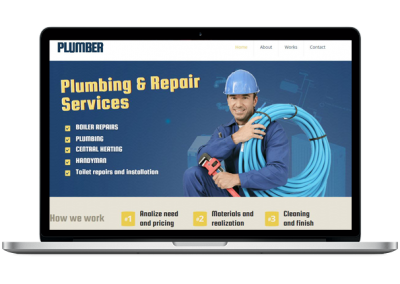 PLUMBER
Home About Works Contact
Plumbing & Repair
Services
BOILER REPAIRS
PLUMBING
CENTRAL HEATING
HANDYMAN
Toilet repairs and installation
How we work
#1 Analize need
and pricing
#2 Materials and
realization
#3 Cleaning
and finish